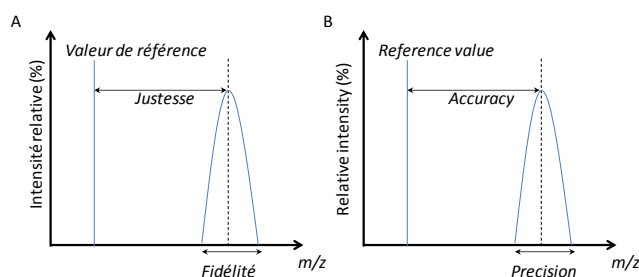 A
Valeur de référence
Justesse
Intensité relative (%)
Fidélité
m/z
B
Reference value
Accuracy
Relative intensity (%)
Precision
m/z